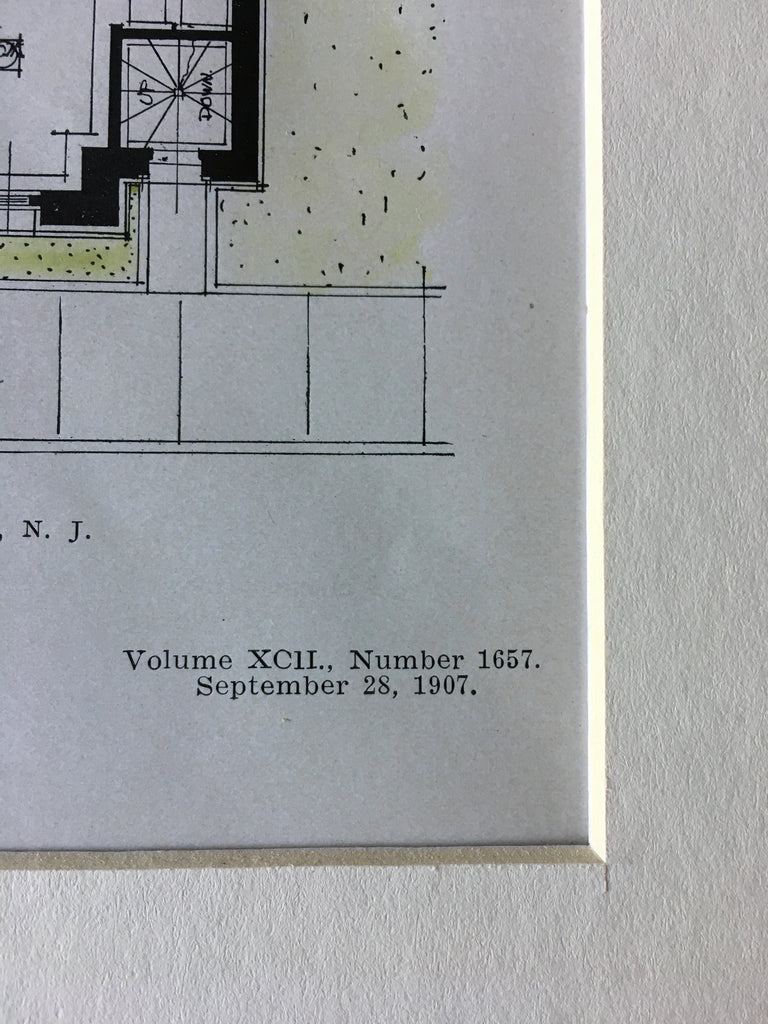 UP
DOWN
, N. J.
Volume XCII., Number 1657.
September 28, 1907.